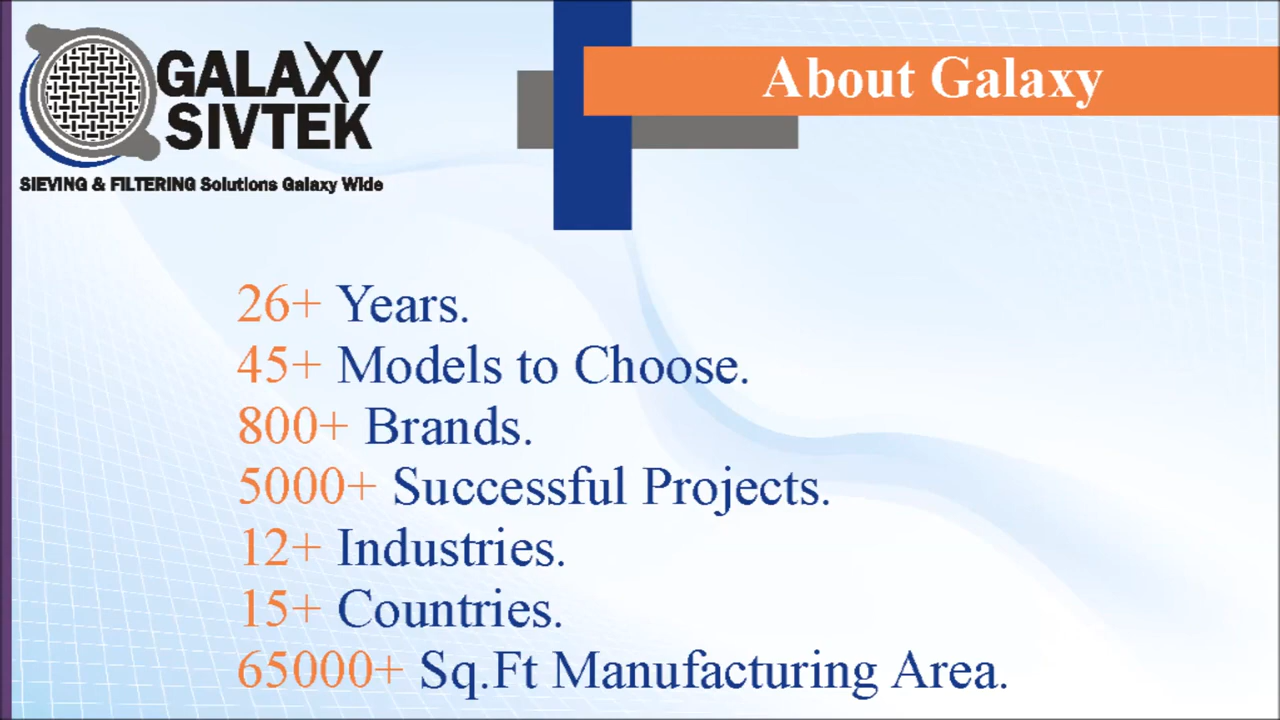 GALAXY
SIVTEK
SIEVING & FILTERING Solutions Galaxy Wide
About Galaxy
26+ Years.
45+ Models to Choose.
800+ Brands.
5000+ Successful Projects.
12+ Industries.
15+ Countries.
65000+ Sq.Ft Manufacturing Area.